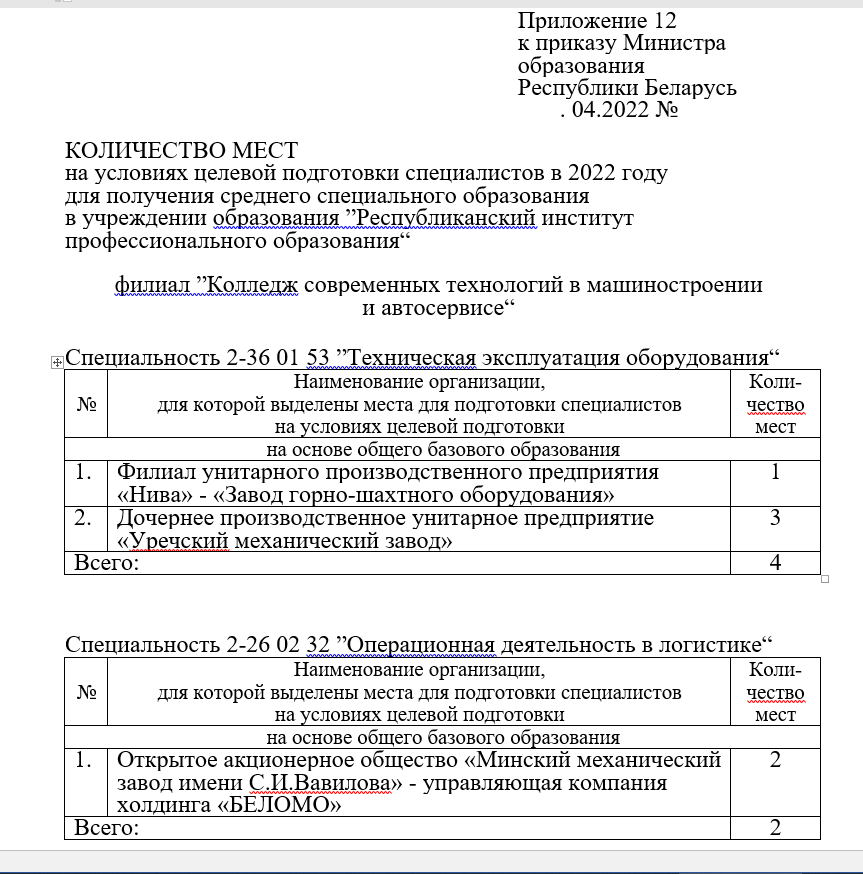 Приложение 12
к приказу Министра
образования
Республики Беларусь
. 04.2022 №
КОЛИЧЕСТВО МЕСТ
на условиях целевой подготовки специалистов в 2022 году
для получения среднего специального образования
в учреждении образования ”Республиканский институт
профессионального образования“
филиал ”Колледж современных технологий в машиностроении
и автосервисе“
Специальность 2-36 01 53 ”Техническая эксплуатация оборудования“
№
Наименование организации,
для которой выделены места для подготовки специалистов
на условиях целевой подготовки
Коли-
чество
мест
на основе общего базового образования
1. Филиал унитарного производственного предприятия 1
«Нива» - «Завод горно-шахтного оборудования»
2. Дочернее производственное унитарное предприятие 3
«Уречский механический завод»
Всего: 4
Специальность 2-26 02 32 ”Операционная деятельность в логистике“
№
Наименование организации,
для которой выделены места для подготовки специалистов
на условиях целевой подготовки
Коли-
чество
мест
на основе общего базового образования
1. Открытое акционерное общество «Минский механический 2
завод имени С.И.Вавилова» - управляющая компания
холдинга «БЕЛОМО»
Всего: 2